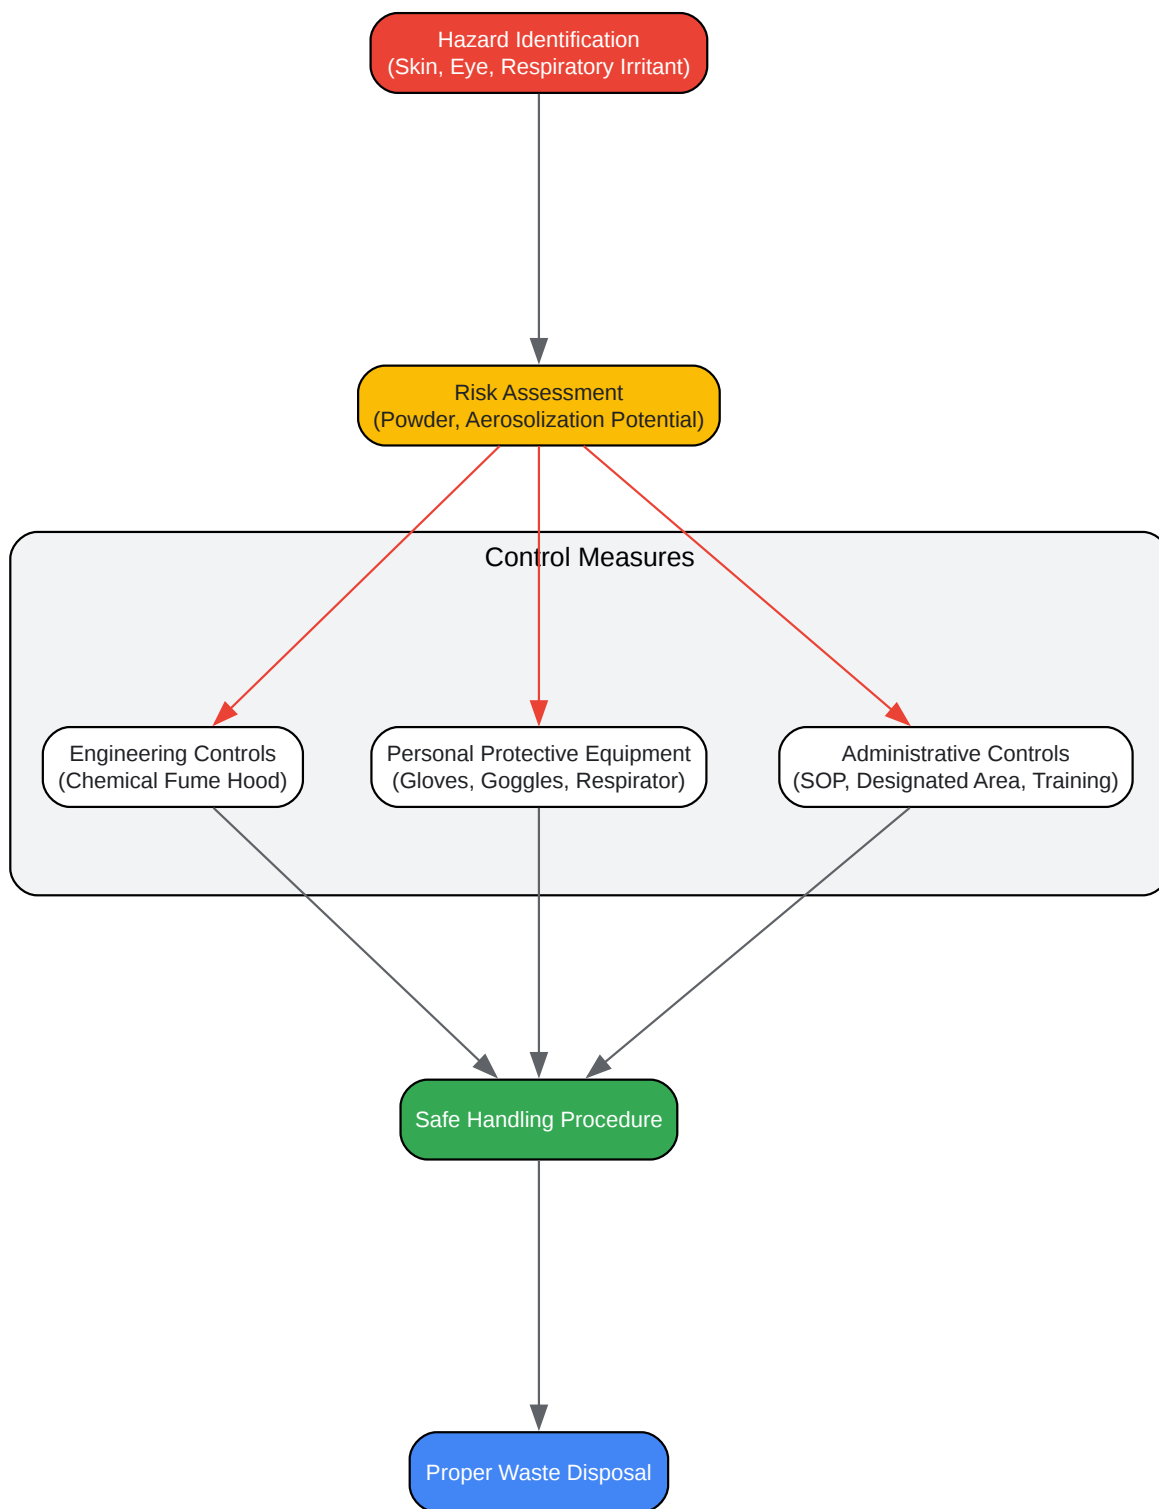 Hazard Identification
(Skin, Eye, Respiratory Irritant)
Risk Assessment
(Powder, Aerosolization Potential)
Control Measures
Engineering Controls
(Chemical Fume Hood)
Personal Protective Equipment
(Gloves, Goggles, Respirator)
Administrative Controls
(SOP, Designated Area, Training)
Safe Handling Procedure
Proper Waste Disposal